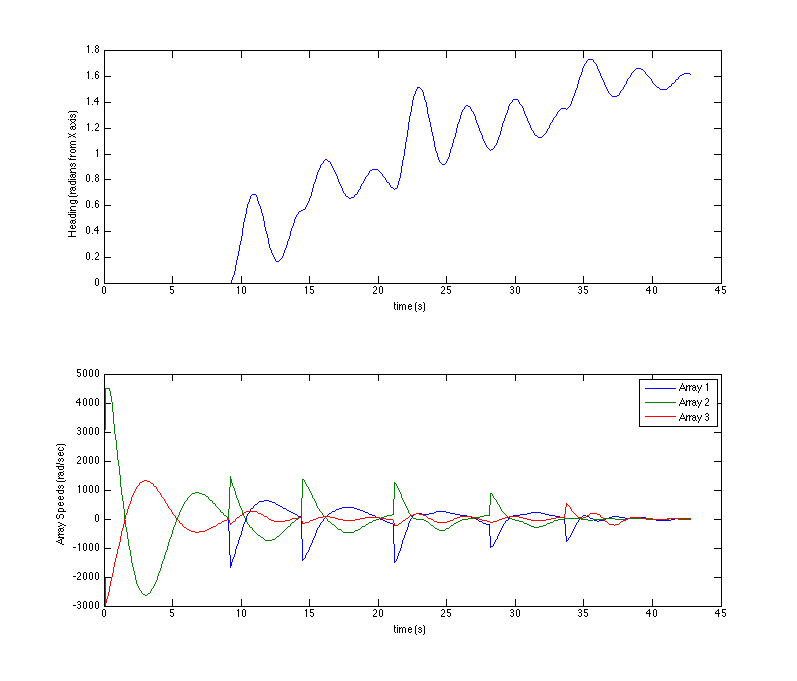 1.8
1.6
1.4
1.2
1
0.8
0.6
0.4
0.2
0
Heading (radians from X axis)
0 5 10 15 20 25 30 35 40 45
time (s)
5000
4000
3000
2000
1000
0
-1000
-2000
-3000
Array Speeds (rad/sec)
Array 1
Array 2
Array 3
0 5 10 15 20 25 30 35 40 45
time (s)